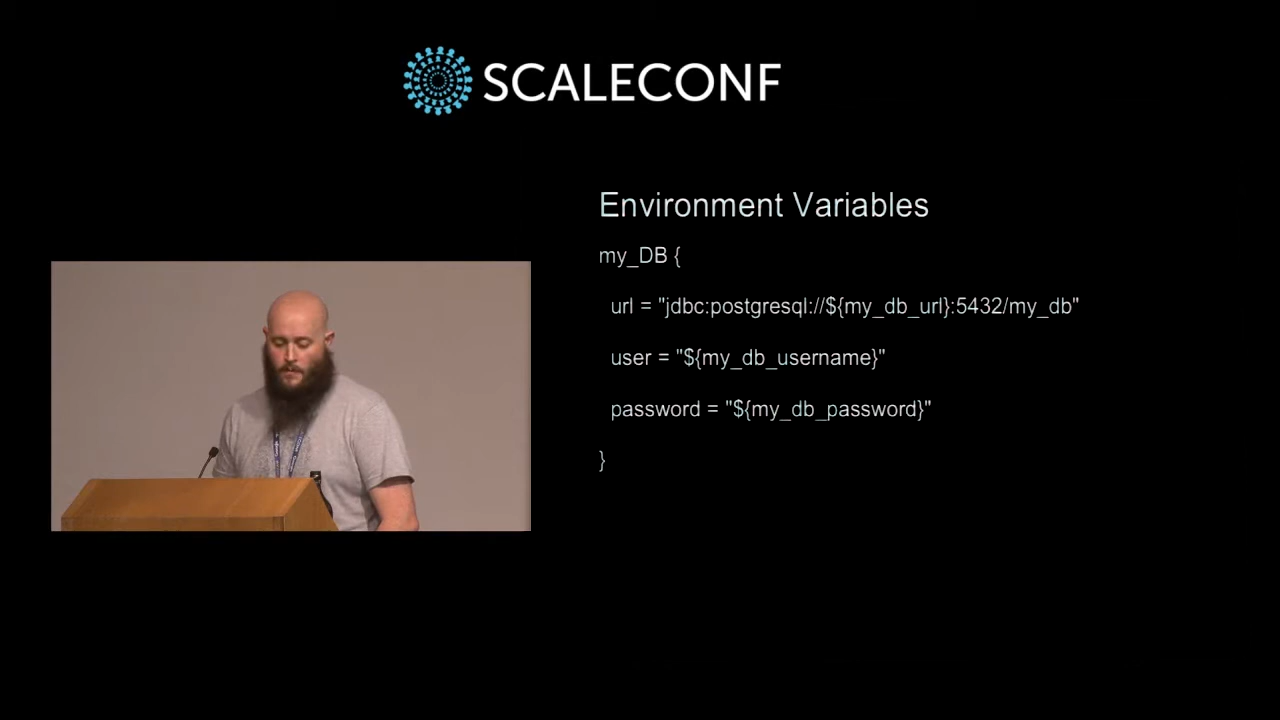 SCALECONF
Environment Variables
my_DB {
url = "jdbc:postgresql://${my_db_url}:5432/my_db"
user = "${my_db_username}"
password = "${my_db_password}"
}